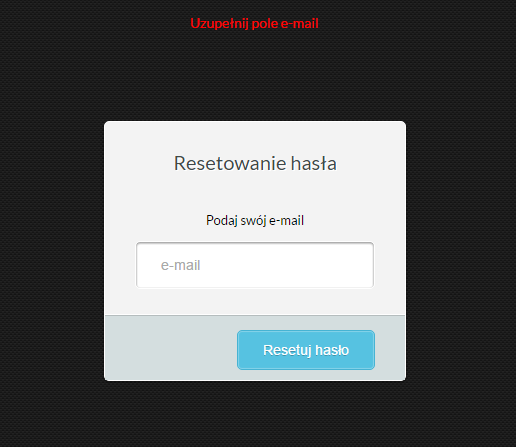 Uzupełnij pole e-mail
Resetowanie hasła
Podaj swój e-mail
e-mail
Resetuj hasło